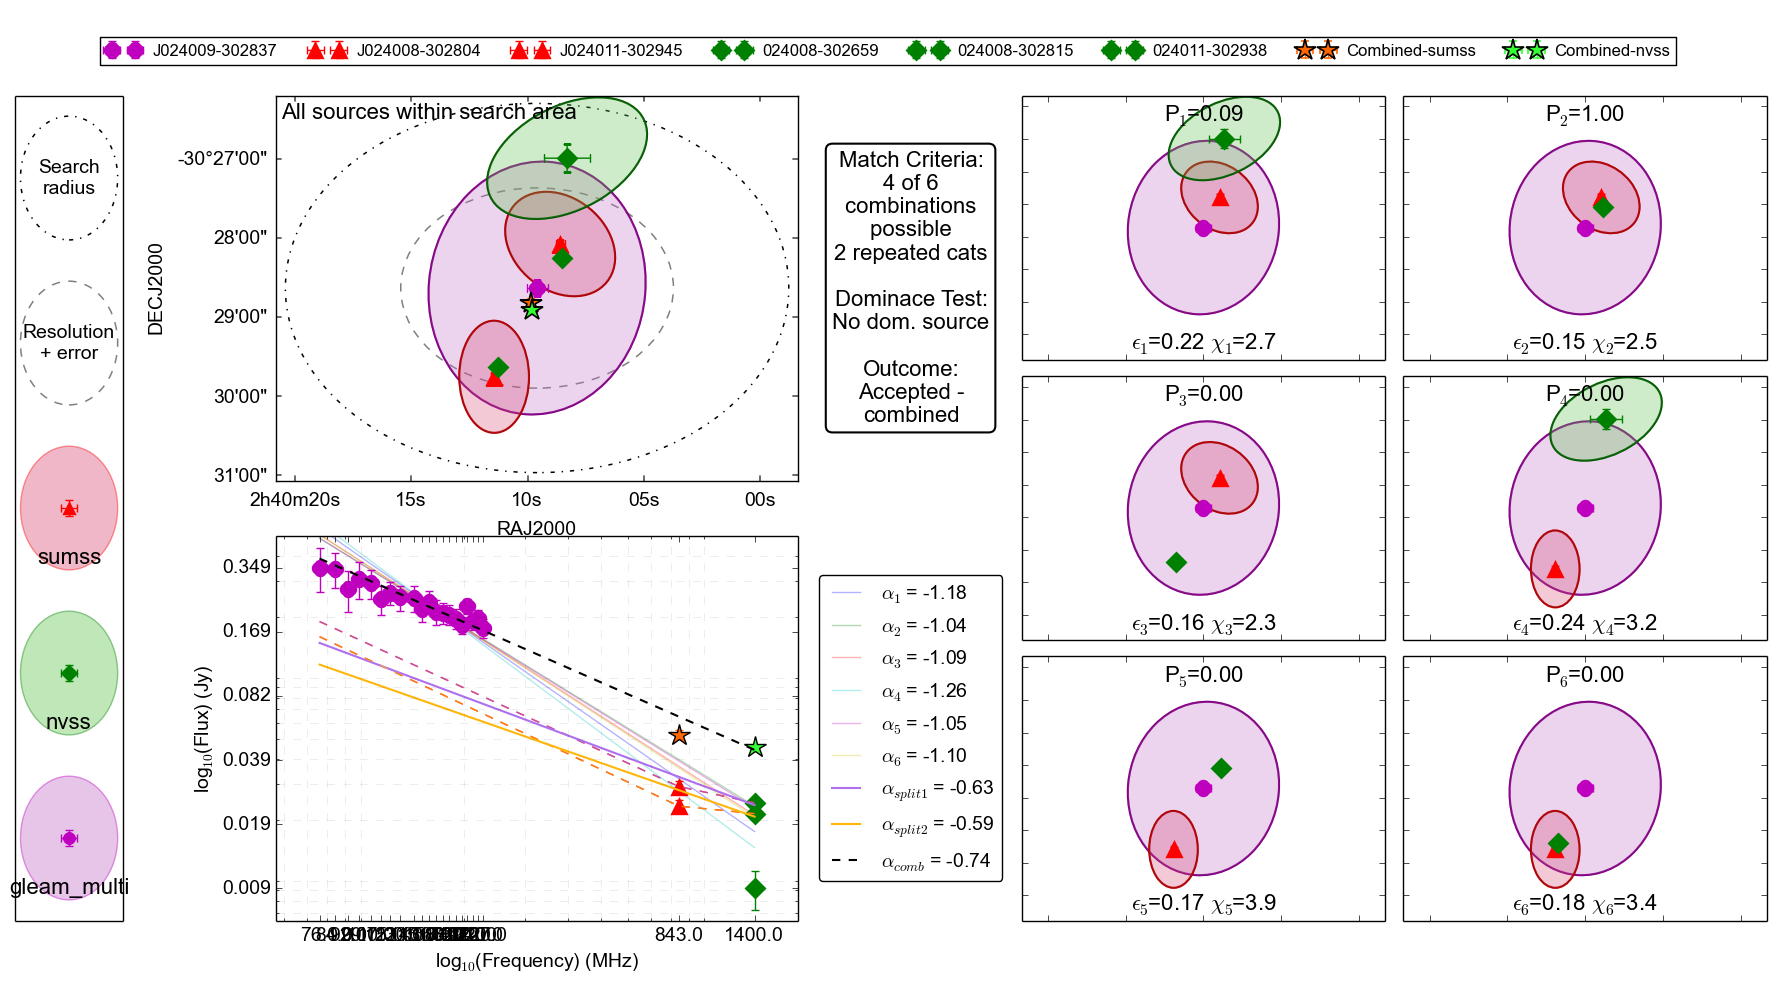 J024009-302837 J024008-302804 J024011-302945 024008-302659 024008-302815 024011-302938 Combined-sumss Combined-nvss
Search
radius
Resolution
+ error
sumss
nvss
gleam_multi
All sources within search area
DECJ2000
-30°27'00"
28'00"
29'00"
30'00"
31'00"
2h40m20s 15s 10s 05s 00s
RAJ2000
Match Criteria:
4 of 6
combinations
possible
2 repeated cats
Dominace Test:
No dom. source
Outcome:
Accepted -
combined
log10(Flux) (Jy)
0.349
0.169
0.082
0.039
0.019
0.009
843.0 1400.0
log10(Frequency) (MHz)
α1 = -1.18
α2 = -1.04
α3 = -1.09
α4 = -1.26
α5 = -1.05
α6 = -1.10
αsplit1 = -0.63
αsplit2 = -0.59
αcomb = -0.74
P1=0.09
ϵ1=0.22 χ1=2.7
P2=1.00
ϵ2=0.15 χ2=2.5
P3=0.00
ϵ3=0.16 χ3=2.3
P4=0.00
ϵ4=0.24 χ4=3.2
P5=0.00
ϵ5=0.17 χ5=3.9
P6=0.00
ϵ6=0.18 χ6=3.4